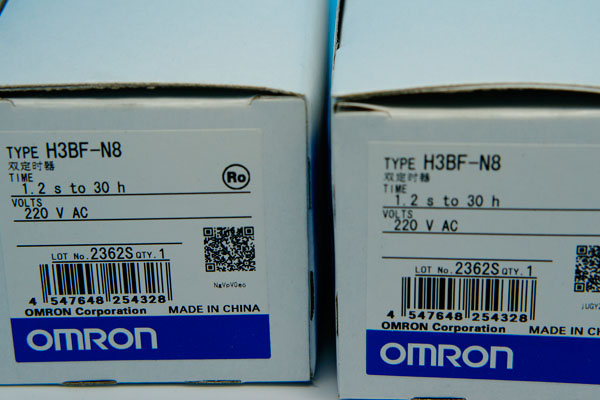 TYPE H3BF-N8
双定时器
TIME
1.2 s to 30 h
VOLTS
220 V AC
Ro
LOT No. 2362S QTY. 1
4 547648 254328
OMRON Corporation MADE IN CHINA
OMRON
TYPE H3BF-N8
双定时器
TIME
1.2 s to 30 h
VOLTS
220 V AC
LOT No. 2362S QTY. 1
4 547648 254328
OMRON Corporation MADE IN
OMRON